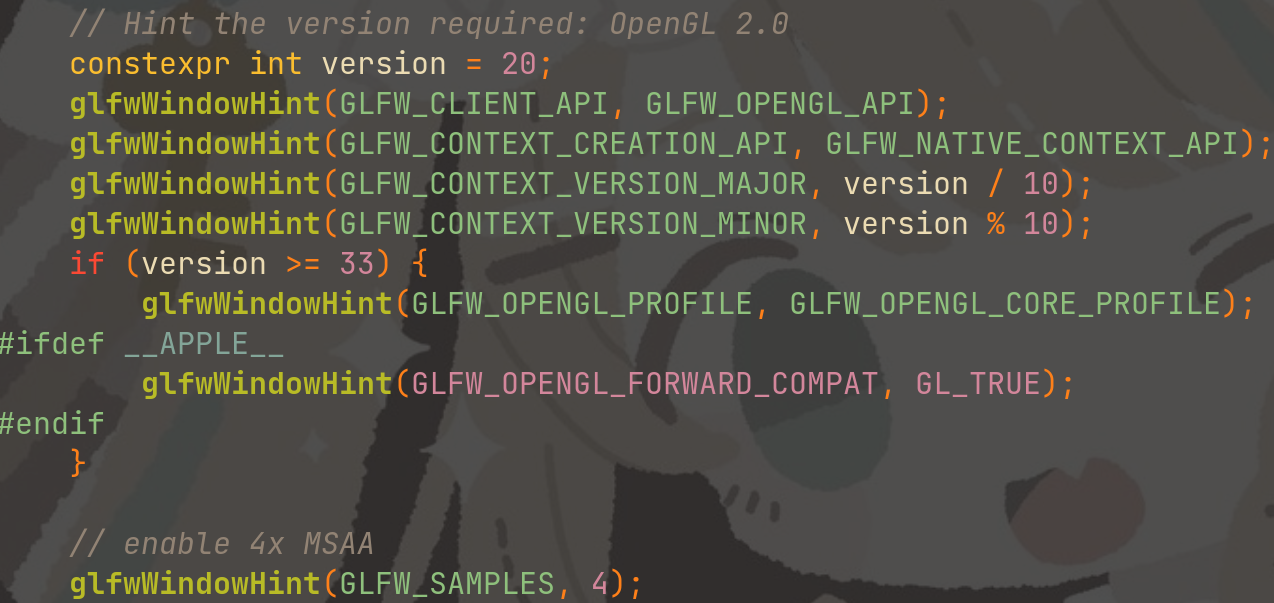 // Hint the version required: OpenGL 2.0
constexpr int version = 20;
glfwWindowHint(GLFW_CLIENT_API, GLFW_OPENGL_API);
glfwWindowHint(GLFW_CONTEXT_CREATION_API, GLFW_NATIVE_CONTEXT_API);
glfwWindowHint(GLFW_CONTEXT_VERSION_MAJOR, version / 10);
glfwWindowHint(GLFW_CONTEXT_VERSION_MINOR, version % 10);
if (version >= 33) {
glfwWindowHint(GLFW_OPENGL_PROFILE, GLFW_OPENGL_CORE_PROFILE);
#ifdef __APPLE__
glfwWindowHint(GLFW_OPENGL_FORWARD_COMPAT, GL_TRUE);
#endif
}
// enable 4x MSAA
glfwWindowHint(GLFW_SAMPLES, 4);